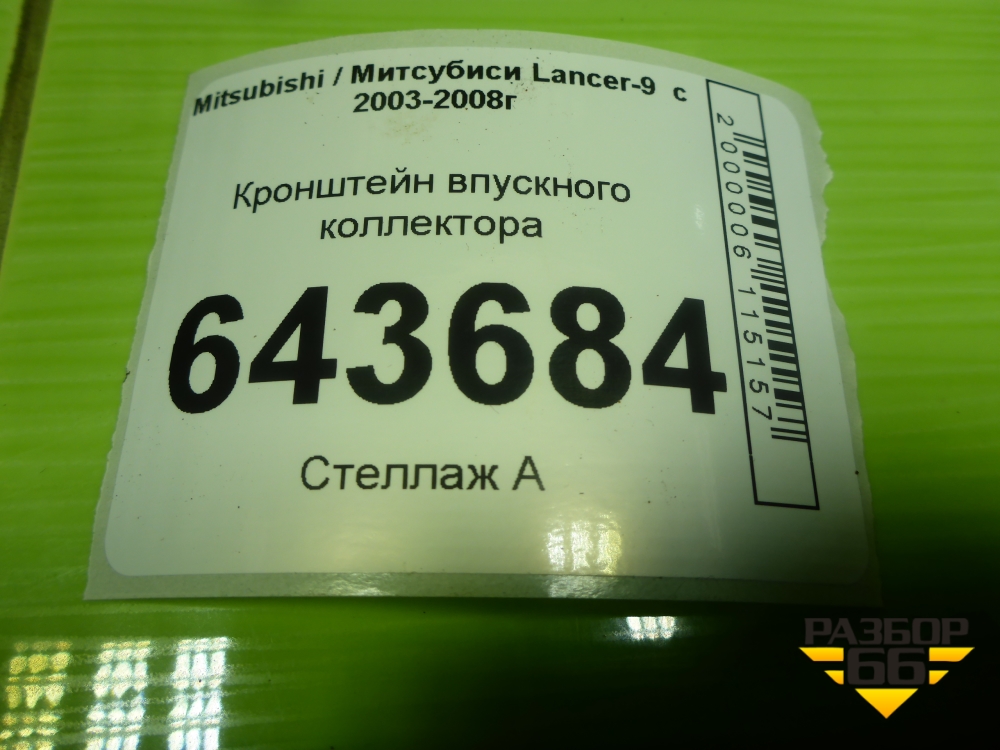 Mitsubishi / Митсубиси Lancer-9 с
2003-2008г
Кронштейн впускного
коллектора
643684
Стеллаж А
2000006115157
РАЗБОР
66